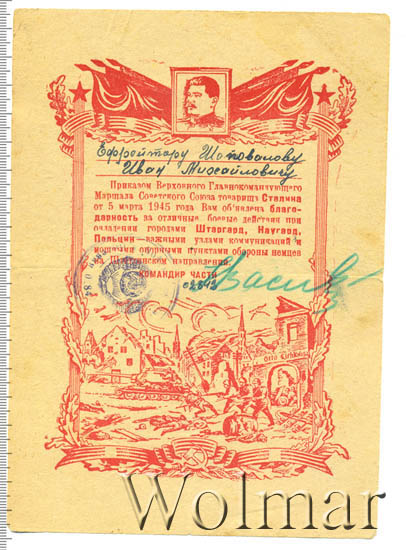 Ефрейтору Шаповалову
Ивану Михайловичу
Приказом Верховного Главнокомандующего
Маршала Советского Союза товарища Сталина
от 5 марта 1945 года Вам объявлена благо-
дарность за отличные боевые действия при
овладении городами Штаргард, Наугард,
Польцин—важными узлами коммуникаций и
мощными опорными пунктами обороны немцев
на Штеттинском направлении.
КОМАНДИР ЧАСТИ
Otto
Wolmar